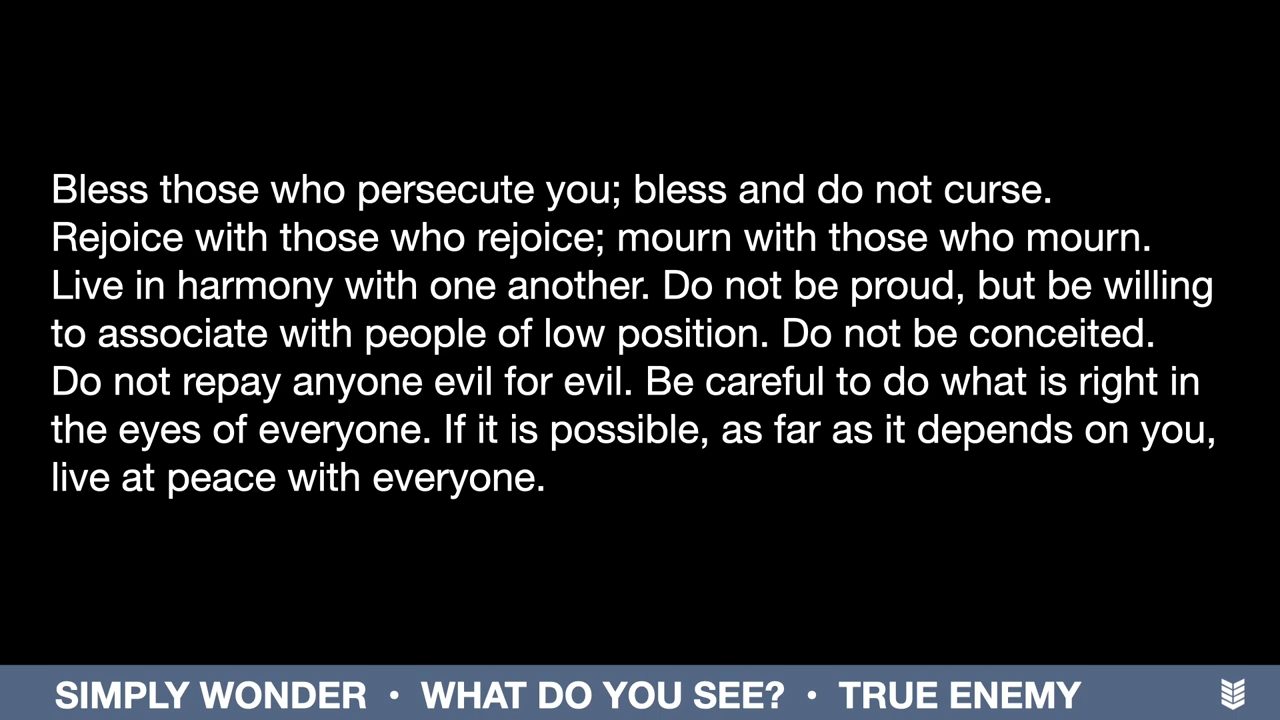 Bless those who persecute you; bless and do not curse.
Rejoice with those who rejoice; mourn with those who mourn.
Live in harmony with one another. Do not be proud, but be willing
to associate with people of low position. Do not be conceited.
Do not repay anyone evil for evil. Be careful to do what is right in
the eyes of everyone. If it is possible, as far as it depends on you,
live at peace with everyone.
SIMPLY WONDER • WHAT DO YOU SEE? • TRUE ENEMY